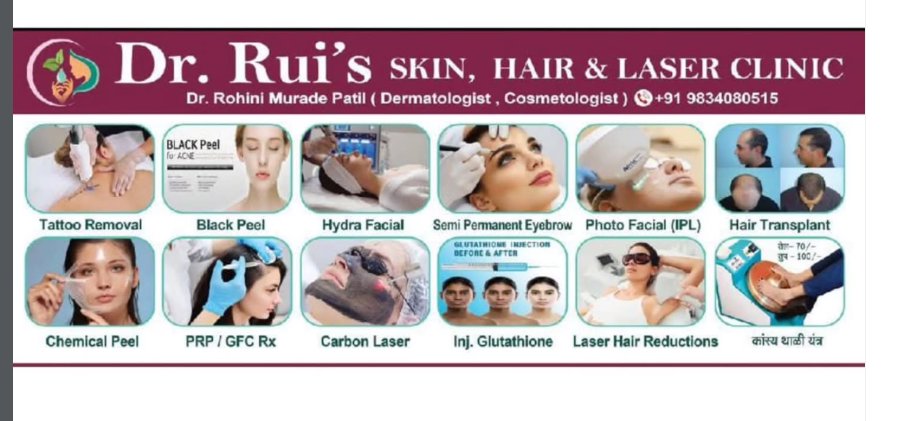 Dr. Rui's SKIN, HAIR & LASER CLINIC
Dr. Rohini Murade Patil ( Dermatologist , Cosmetologist ) +91 9834080515
BLACK Peel
for ACNE
Tattoo Removal
Black Peel
Hydra Facial
Semi Permanent Eyebrow
Photo Facial (IPL)
Hair Transplant
GLUTATHIONE INJECTION
BEFORE & AFTER
तेल- 70/-
तुप - 100/-
Chemical Peel
PRP / GFC Rx
Carbon Laser
Inj. Glutathione
Laser Hair Reductions
कांस्य थाळी यंत्र